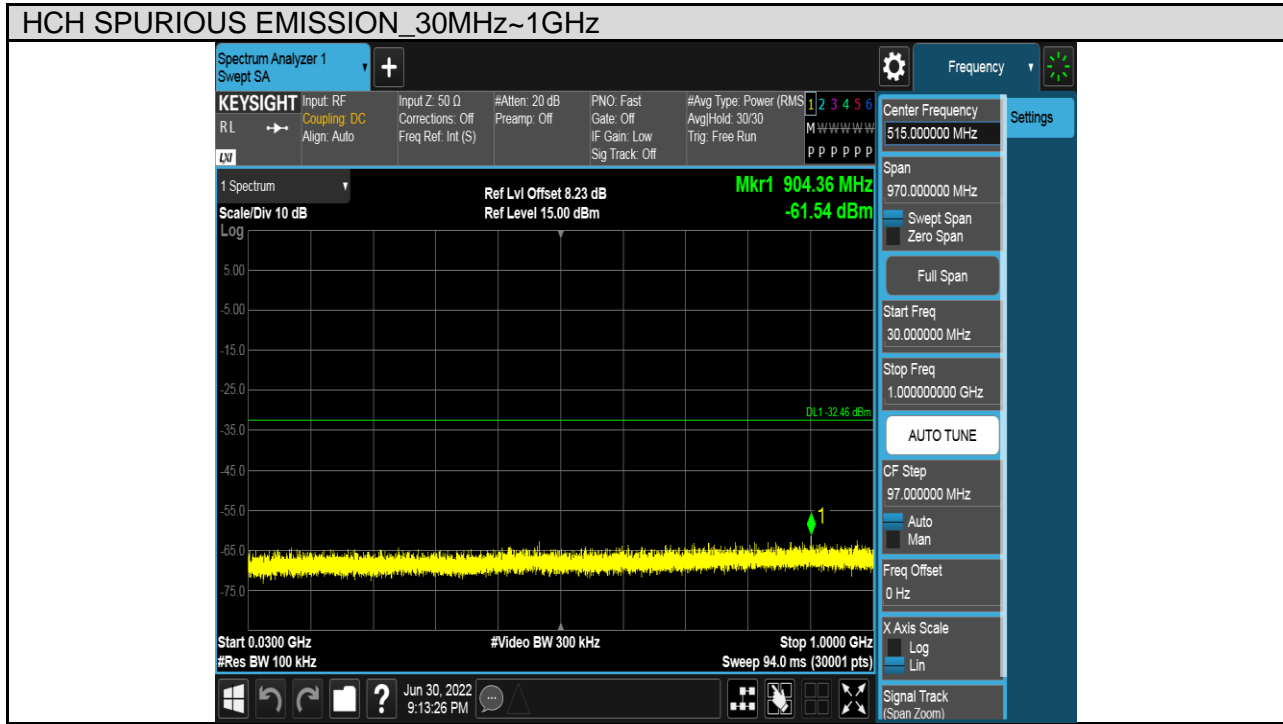 HCH SPURIOUS EMISSION_30MHz~1GHz
Spectrum Analyzer 1
Swept SA
Frequency
KEYSIGHT
RL
LXI
Input: RF
Coupling: DC
Align: Auto
Input Z: 50 Ω
Corrections: Off
Freq Ref: Int (S)
#Atten: 20 dB
Preamp: Off
PNO: Fast
Gate: Off
IF Gain: Low
Sig Track: Off
#Avg Type: Power (RMS
Avg|Hold: 30/30
Trig: Free Run
1 2 3 4 5 6
M W W W W W
P P P P P P
1 Spectrum
Scale/Div 10 dB
Ref Lvl Offset 8.23 dB
Ref Level 15.00 dBm
Mkr1 904.36 MHz
-61.54 dBm
Log
5.00
-5.00
-15.0
-25.0
DL1 -32.46 dBm
-35.0
-45.0
-55.0
1
-65.0
-75.0
Start 0.0300 GHz
#Video BW 300 kHz
Stop 1.0000 GHz
#Res BW 100 kHz
Sweep 94.0 ms (30001 pts)
?
Jun 30, 2022
9:13:26 PM
Center Frequency
515.000000 MHz
Span
970.000000 MHz
Swept Span
Zero Span
Full Span
Start Freq
30.000000 MHz
Stop Freq
1.000000000 GHz
AUTO TUNE
CF Step
97.000000 MHz
Auto
Man
Freq Offset
0 Hz
X Axis Scale
Log
Lin
Signal Track
(Span Zoom)
Settings